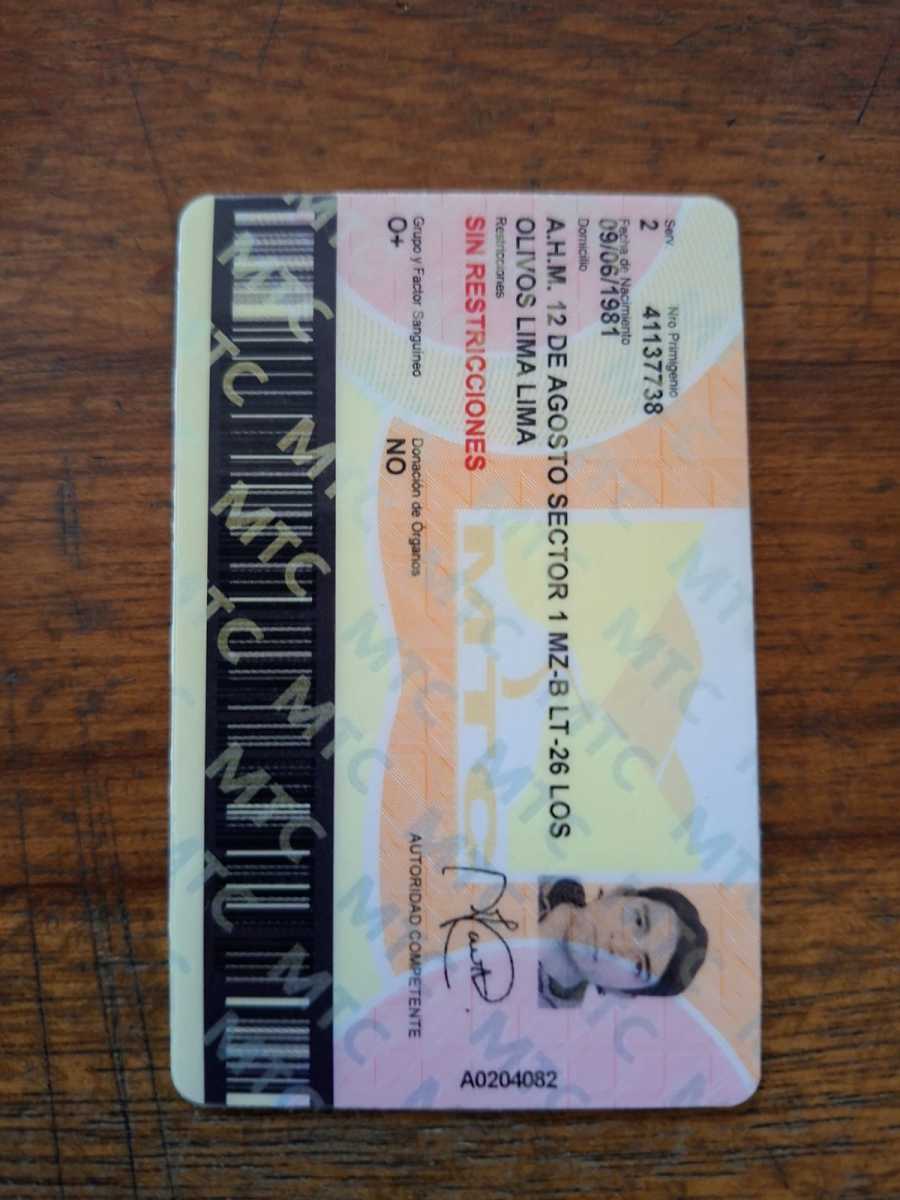 Serv. Nro Primigenio
2 41137738
Fecha de Nacimiento
09/06/1981
Domicilio
A.H.M. 12 DE AGOSTO SECTOR 1 MZ-B LT-26 LOS
OLIVOS LIMA LIMA
Restricciones
SIN RESTRICCIONES
Grupo y Factor Sanguineo Donación de Órganos
O+ NO
AUTORIDAD COMPETENTE
A0204082
MTC